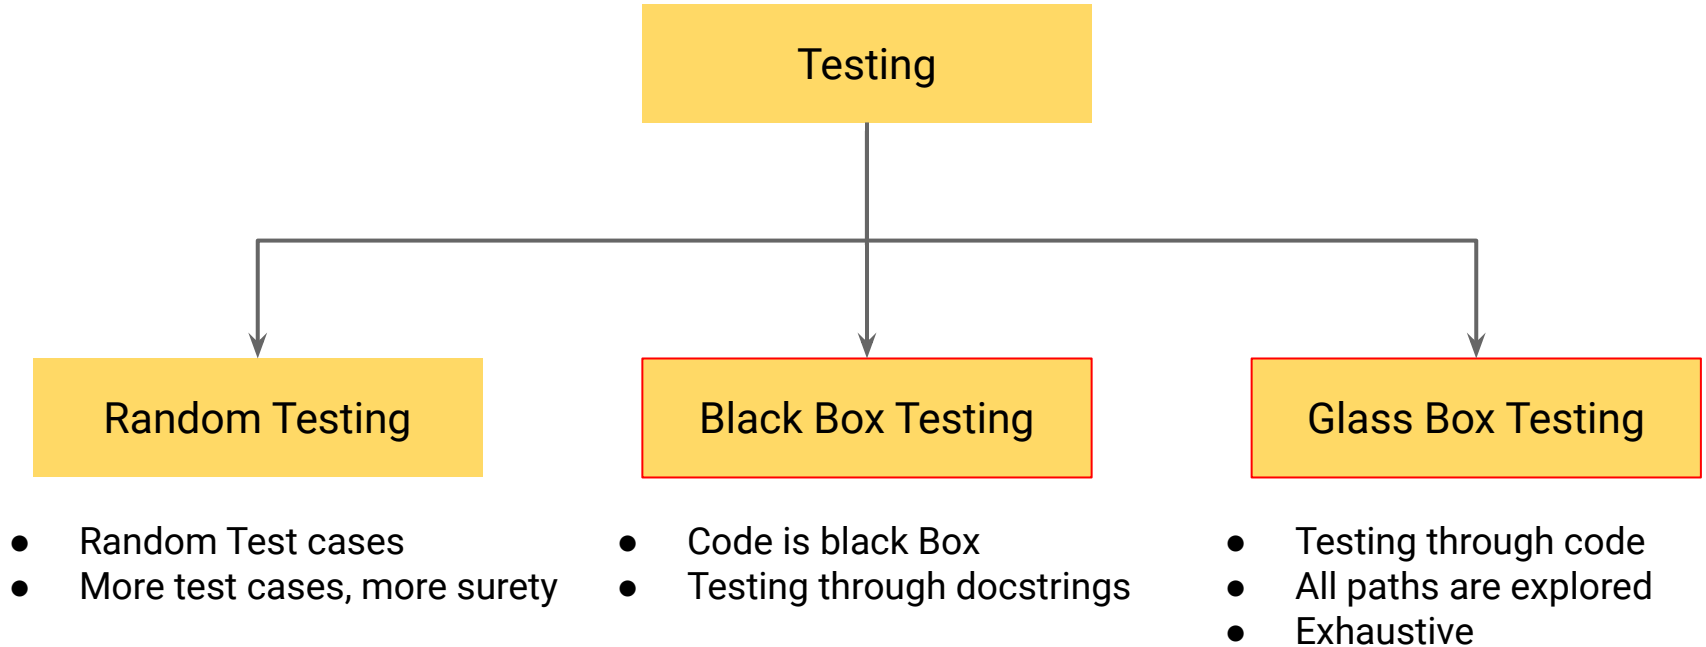 Testing
Random Testing
● Random Test cases
● More test cases, more surety
Black Box Testing
● Code is black Box
● Testing through docstrings
Glass Box Testing
● Testing through code
● All paths are explored
● Exhaustive